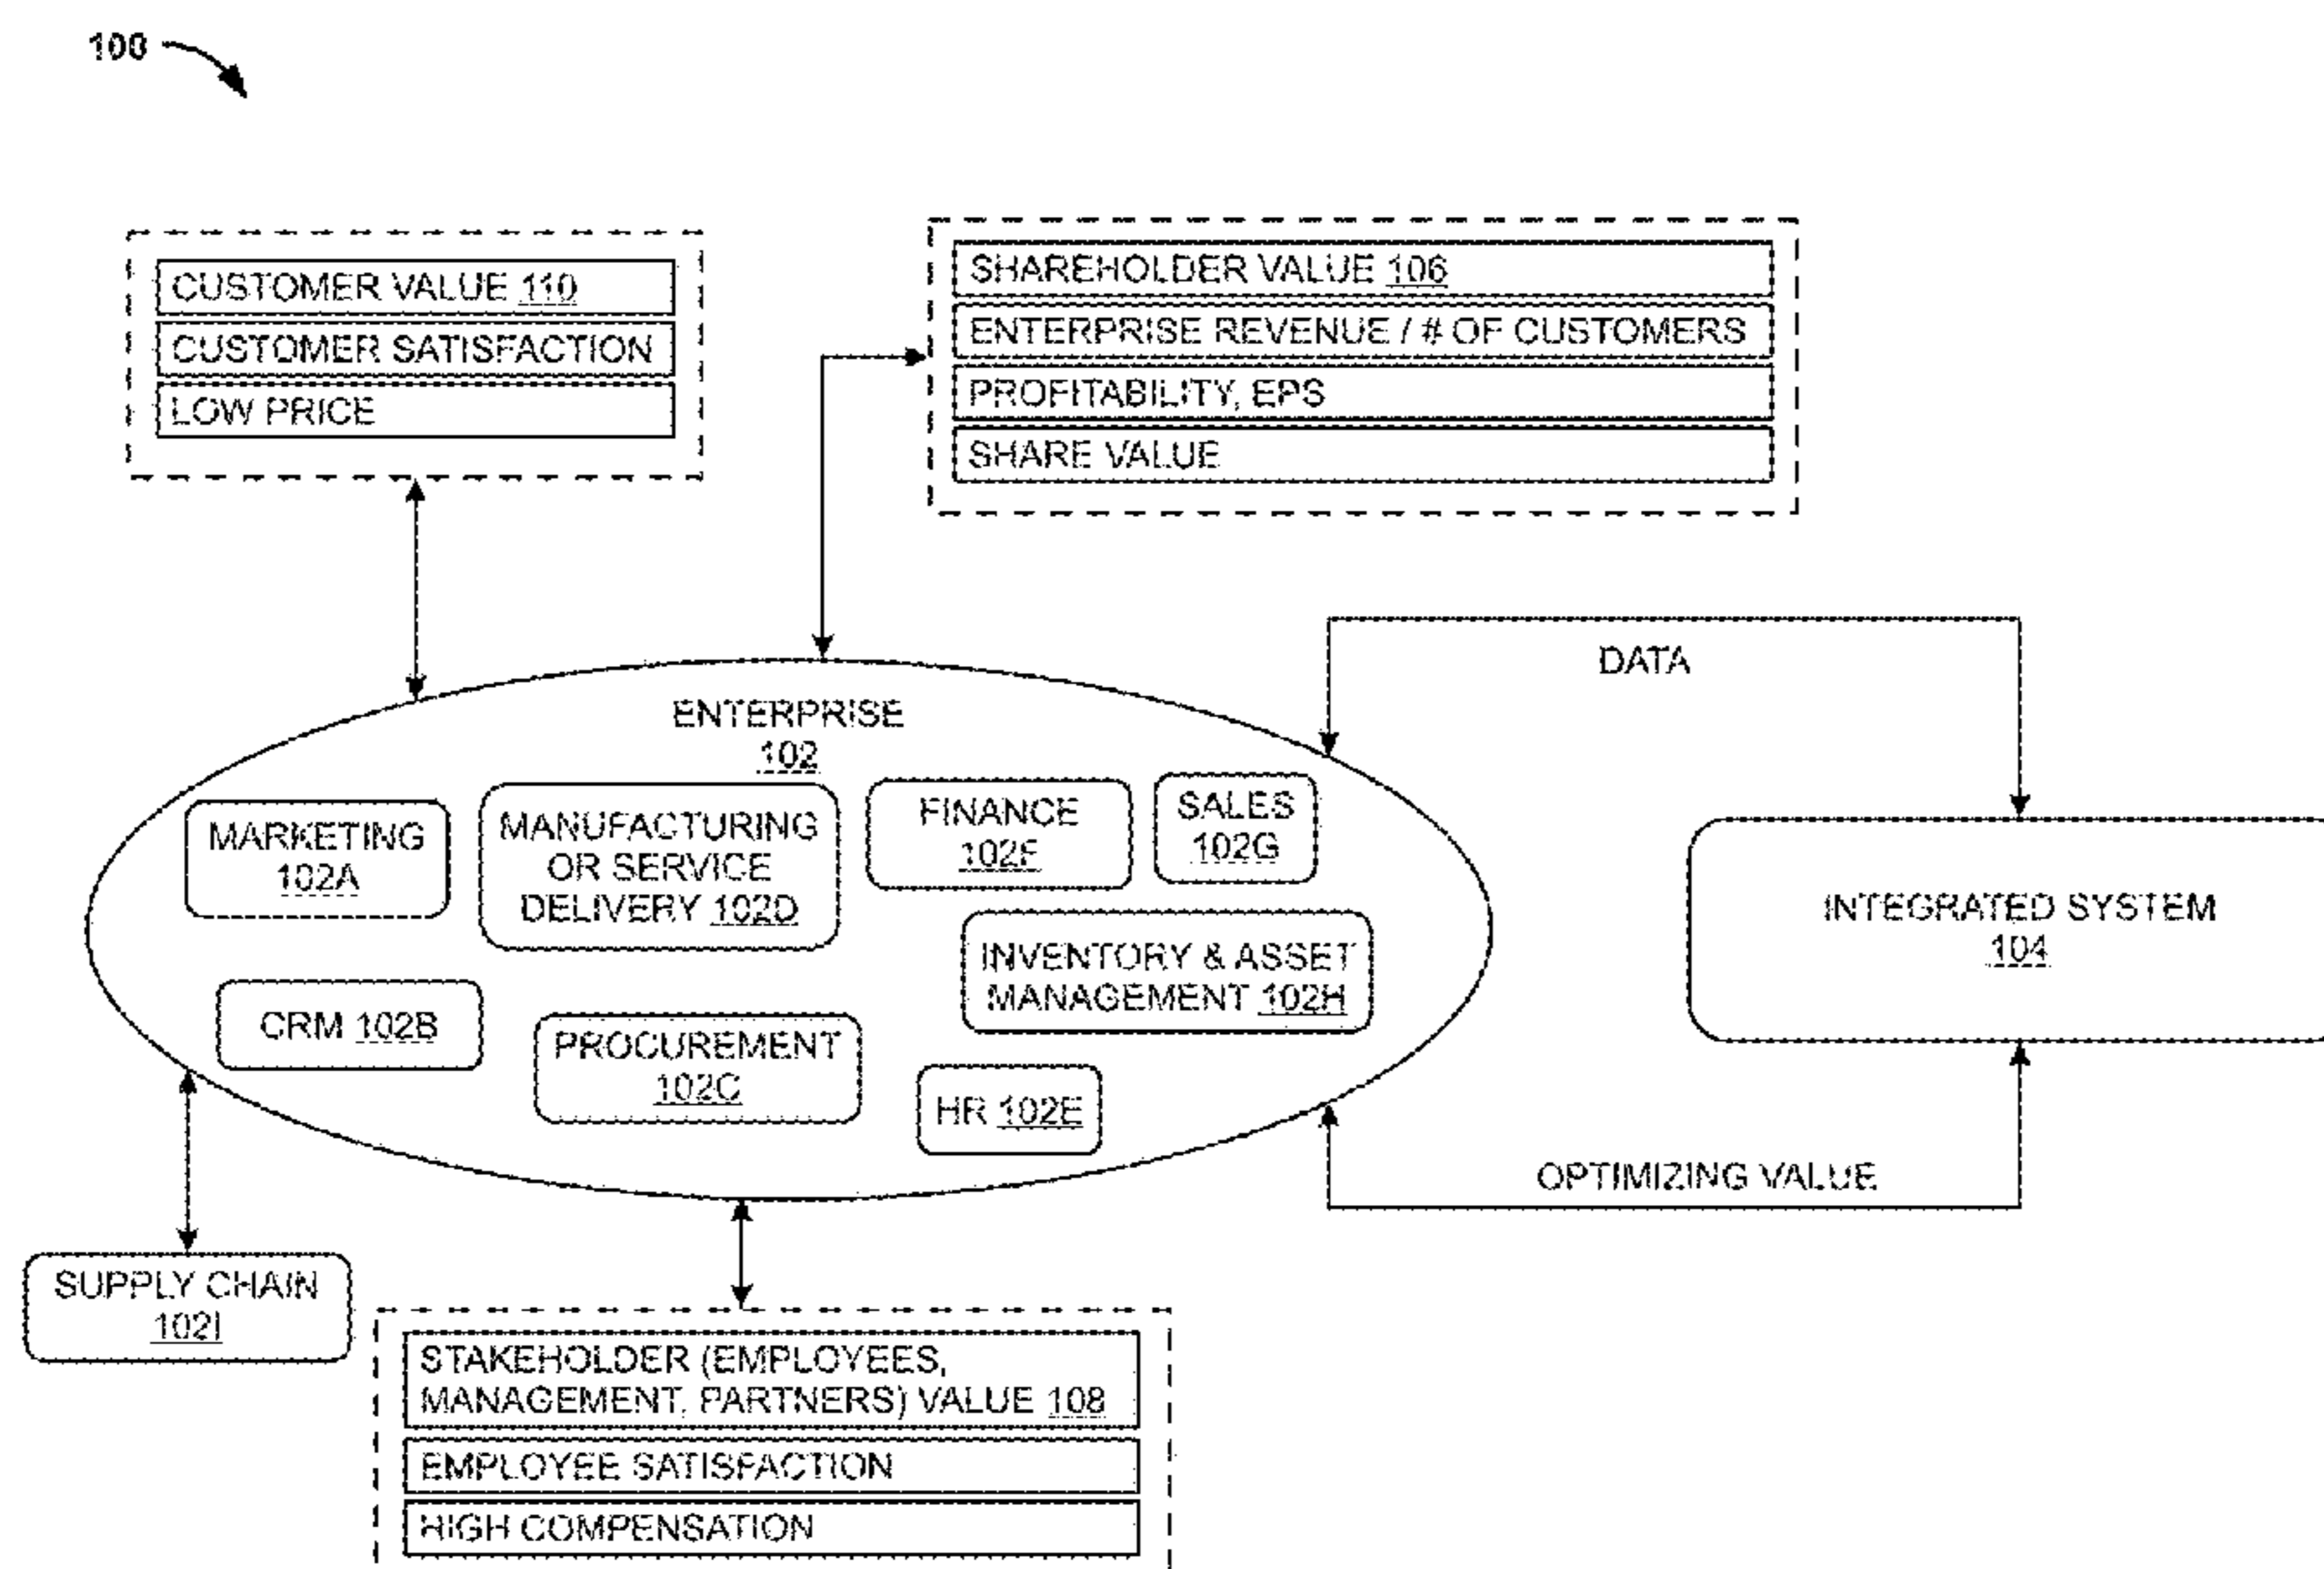 100
CUSTOMER VALUE 110
CUSTOMER SATISFACTION
LOW PRICE
SHAREHOLDER VALUE 106
ENTERPRISE REVENUE / # OF CUSTOMERS
PROFITABILITY, EPS
SHARE VALUE
DATA
ENTERPRISE
102
MARKETING
102A
MANUFACTURING
OR SERVICE
DELIVERY 102D
FINANCE
102F
SALES
102G
INVENTORY & ASSET
MANAGEMENT 102H
CRM 102B
PROCUREMENT
102C
HR 102E
INTEGRATED SYSTEM
104
OPTIMIZING VALUE
SUPPLY CHAIN
102I
STAKEHOLDER (EMPLOYEES,
MANAGEMENT, PARTNERS) VALUE 108
EMPLOYEE SATISFACTION
HIGH COMPENSATION